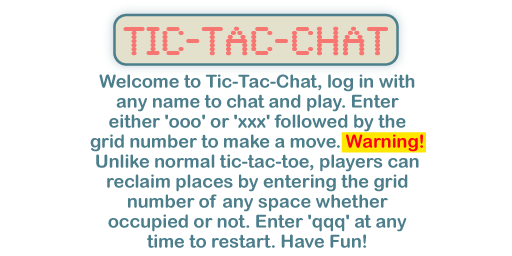 TIC-TAC-CHAT
Welcome to Tic-Tac-Chat, log in with
any name to chat and play. Enter
either 'ooo' or 'xxx' followed by the
grid number to make a move. Warning!
Unlike normal tic-tac-toe, players can
reclaim places by entering the grid
number of any space whether
occupied or not. Enter 'qqq' at any
time to restart. Have Fun!